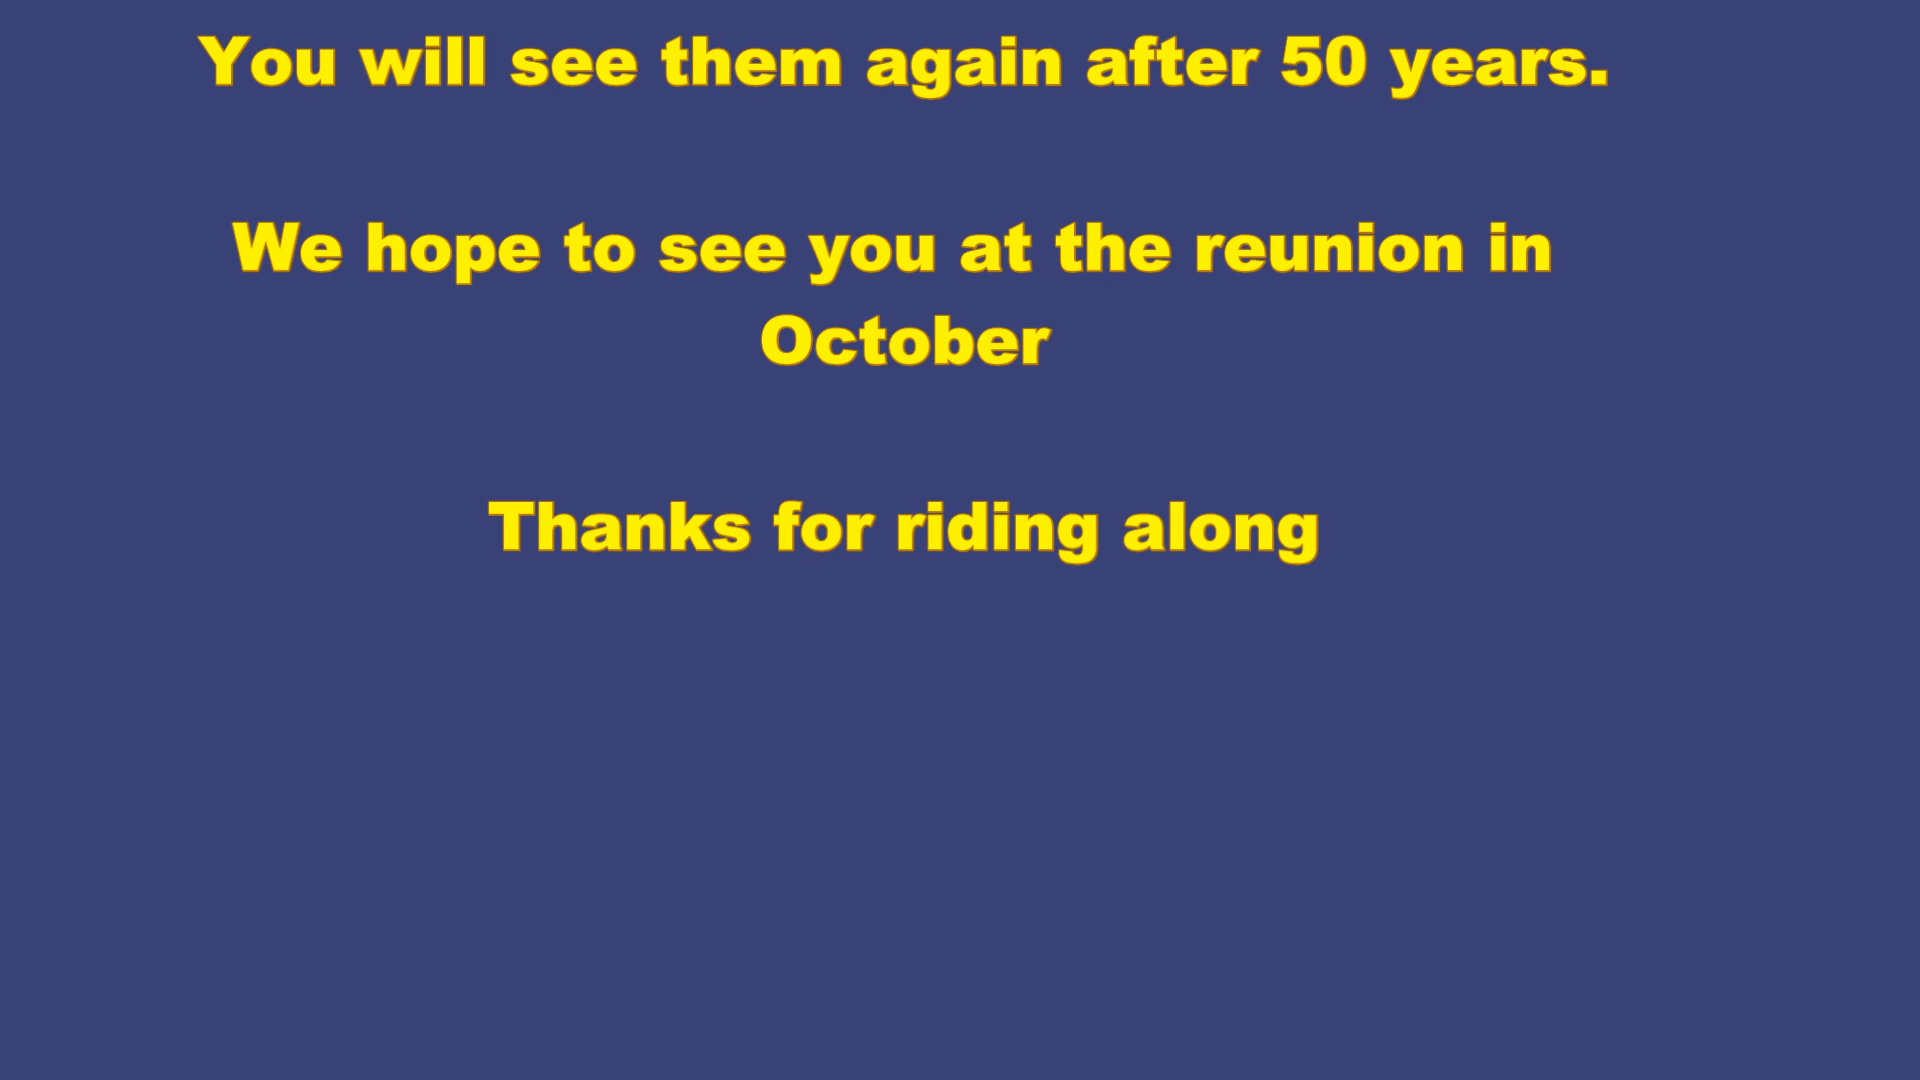 You will see them again after 50 years.
We hope to see you at the reunion in
October
Thanks for riding along